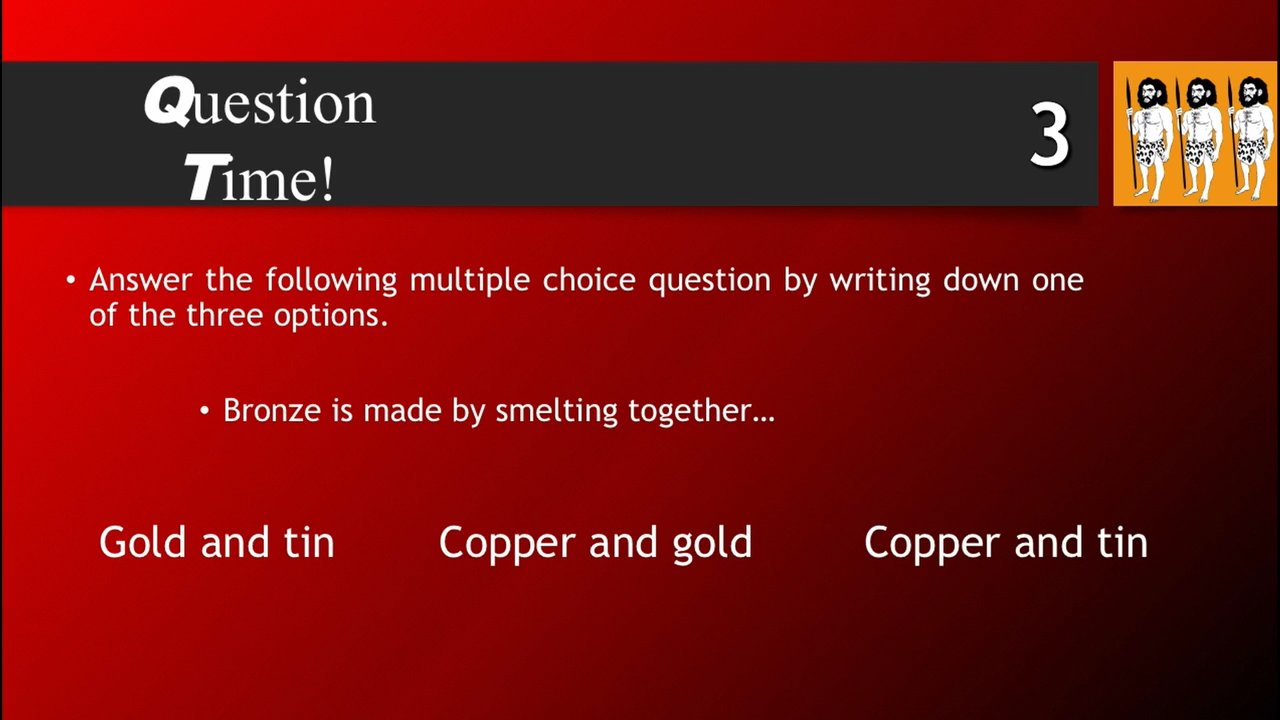 Question
Time!
3
• Answer the following multiple choice question by writing down one
of the three options.
• Bronze is made by smelting together…
Gold and tin Copper and gold Copper and tin